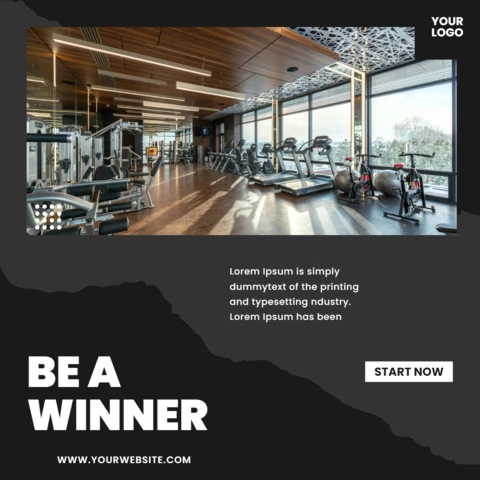 YOUR
LOGO
Lorem Ipsum is simply
dummytext of the printing
and typesetting ndustry.
Lorem Ipsum has been
BE A
WINNER
START NOW
WWW.YOURWEBSITE.COM